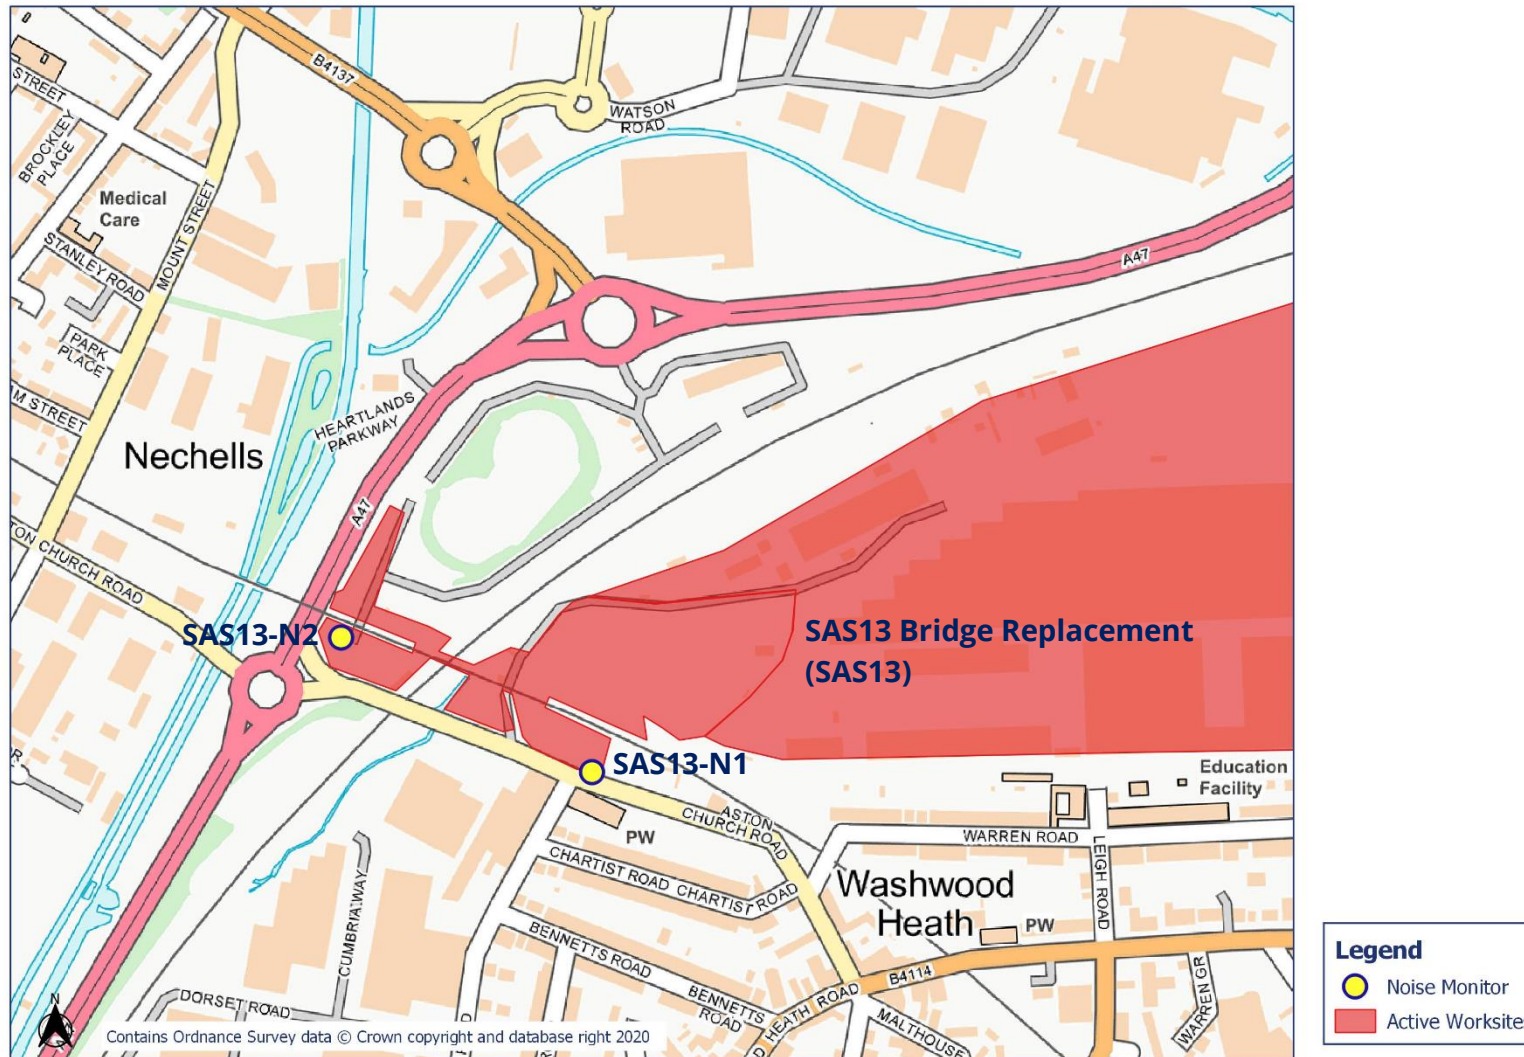 B4137
WATSON
ROAD
STREET
BROCKLEY
PLACE
Medical
Care
STANLEY ROAD
MOUNT STREET
A47
PARK
PLACE
M STREET
HEARTLANDS
PARKWAY
Nechells
A47
TON CHURCH ROAD
SAS13-N2
SAS13 Bridge Replacement
(SAS13)
SAS13-N1
Education
Facility
ASTON
CHURCH ROAD
PW
WARREN ROAD
LEIGH ROAD
CHARTIST ROAD
CHARTIST ROAD
Washwood
Heath
PW
CUMBRIA WAY
BENNETTS ROAD
BENNETTS
ROAD
B4114
HEATH ROAD
DORSET ROAD
MALTHOUSE
WARREN GR
N
Contains Ordnance Survey data © Crown copyright and database right 2020
Legend
Noise Monitor
Active Worksite